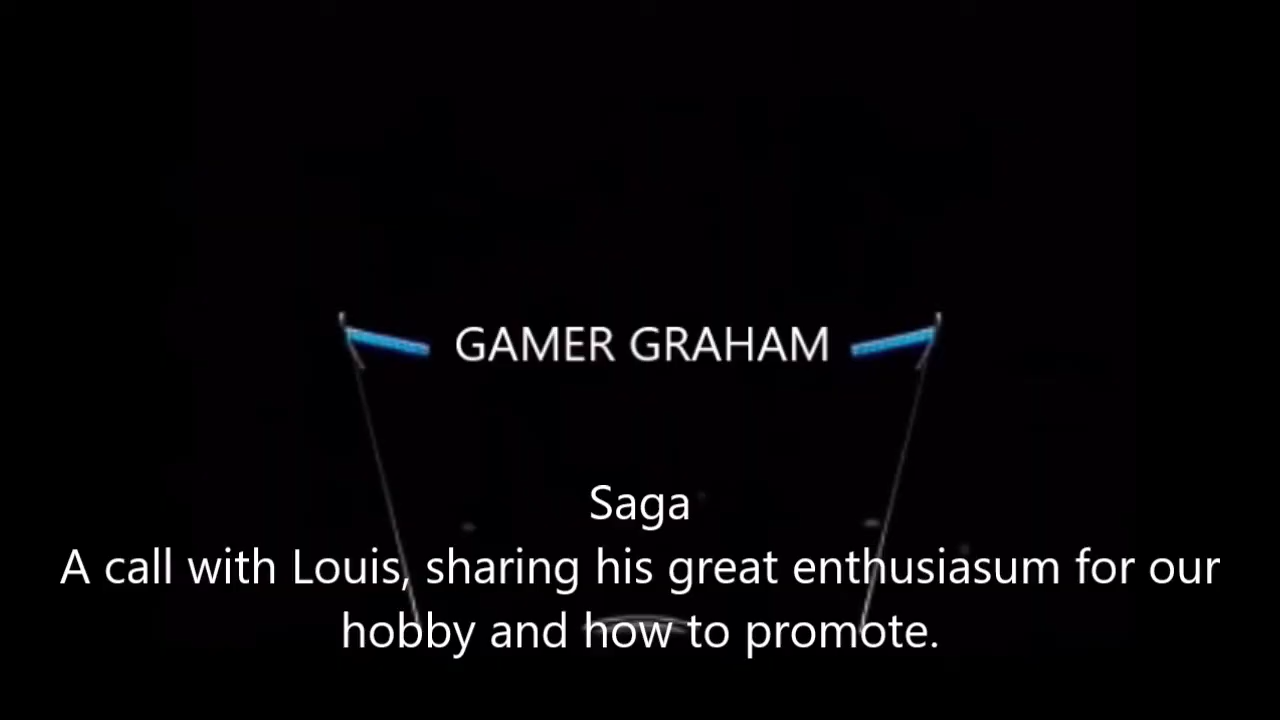 GAMER GRAHAM
Saga
A call with Louis, sharing his great enthusiasum for our
hobby and how to promote.